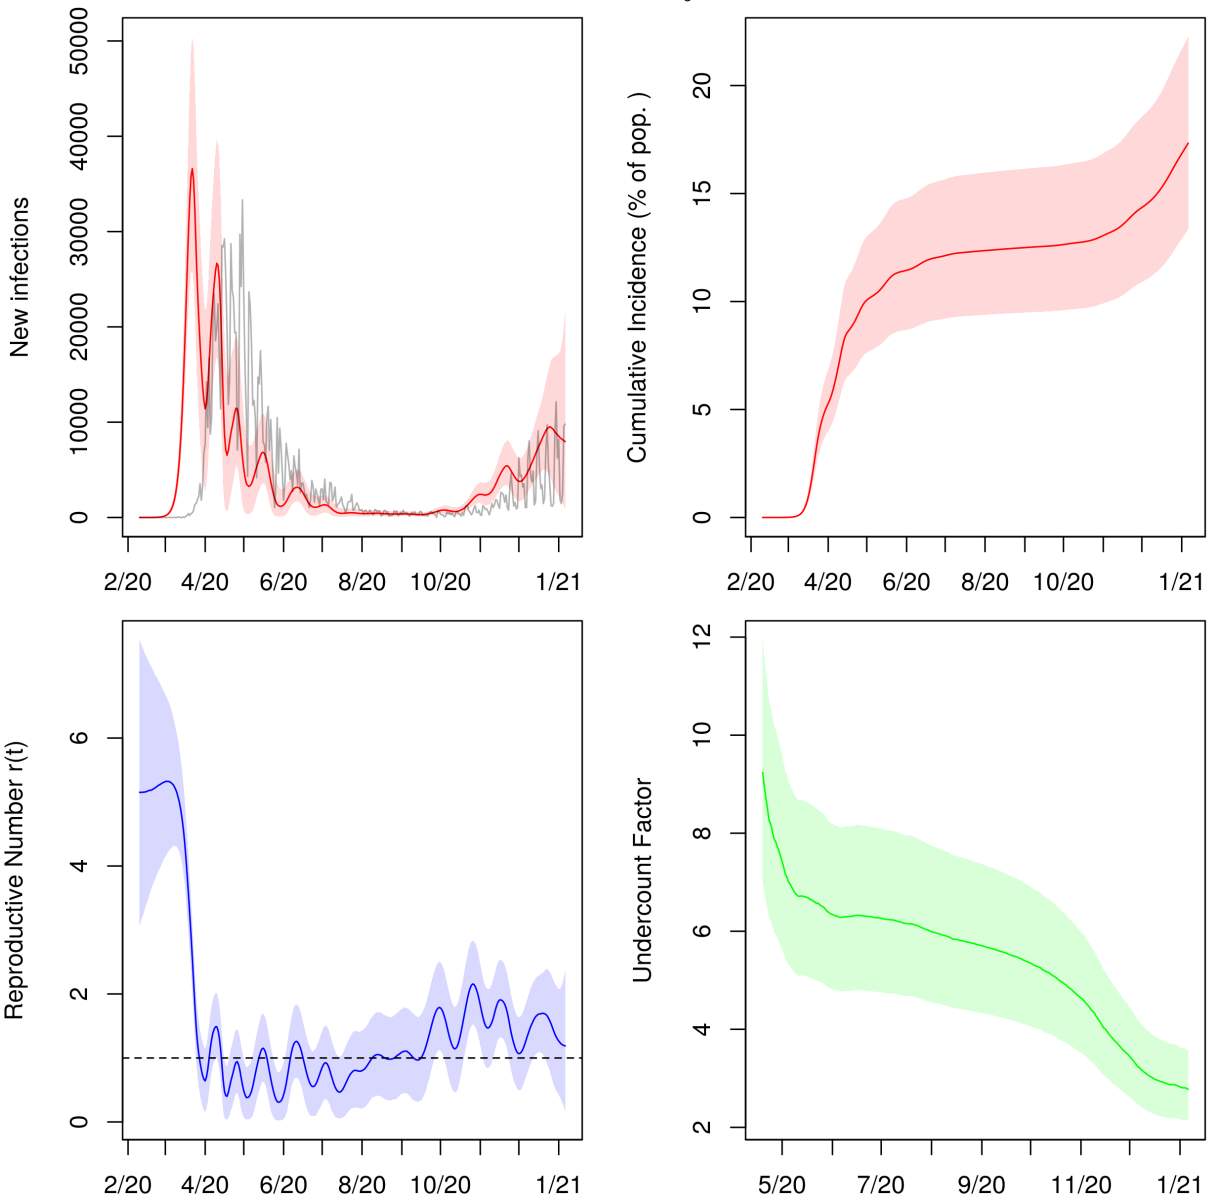 New infections
50000
40000
30000
20000
10000
0
2/20 4/20 6/20 8/20 10/20 1/21
Cumulative Incidence (% of pop. )
20
15
10
5
0
2/20 4/20 6/20 8/20 10/20 1/21
Reproductive Number r(t)
6
4
2
0
2/20 4/20 6/20 8/20 10/20 1/21
Undercount Factor
12
10
8
6
4
2
5/20 7/20 9/20 11/20 1/21